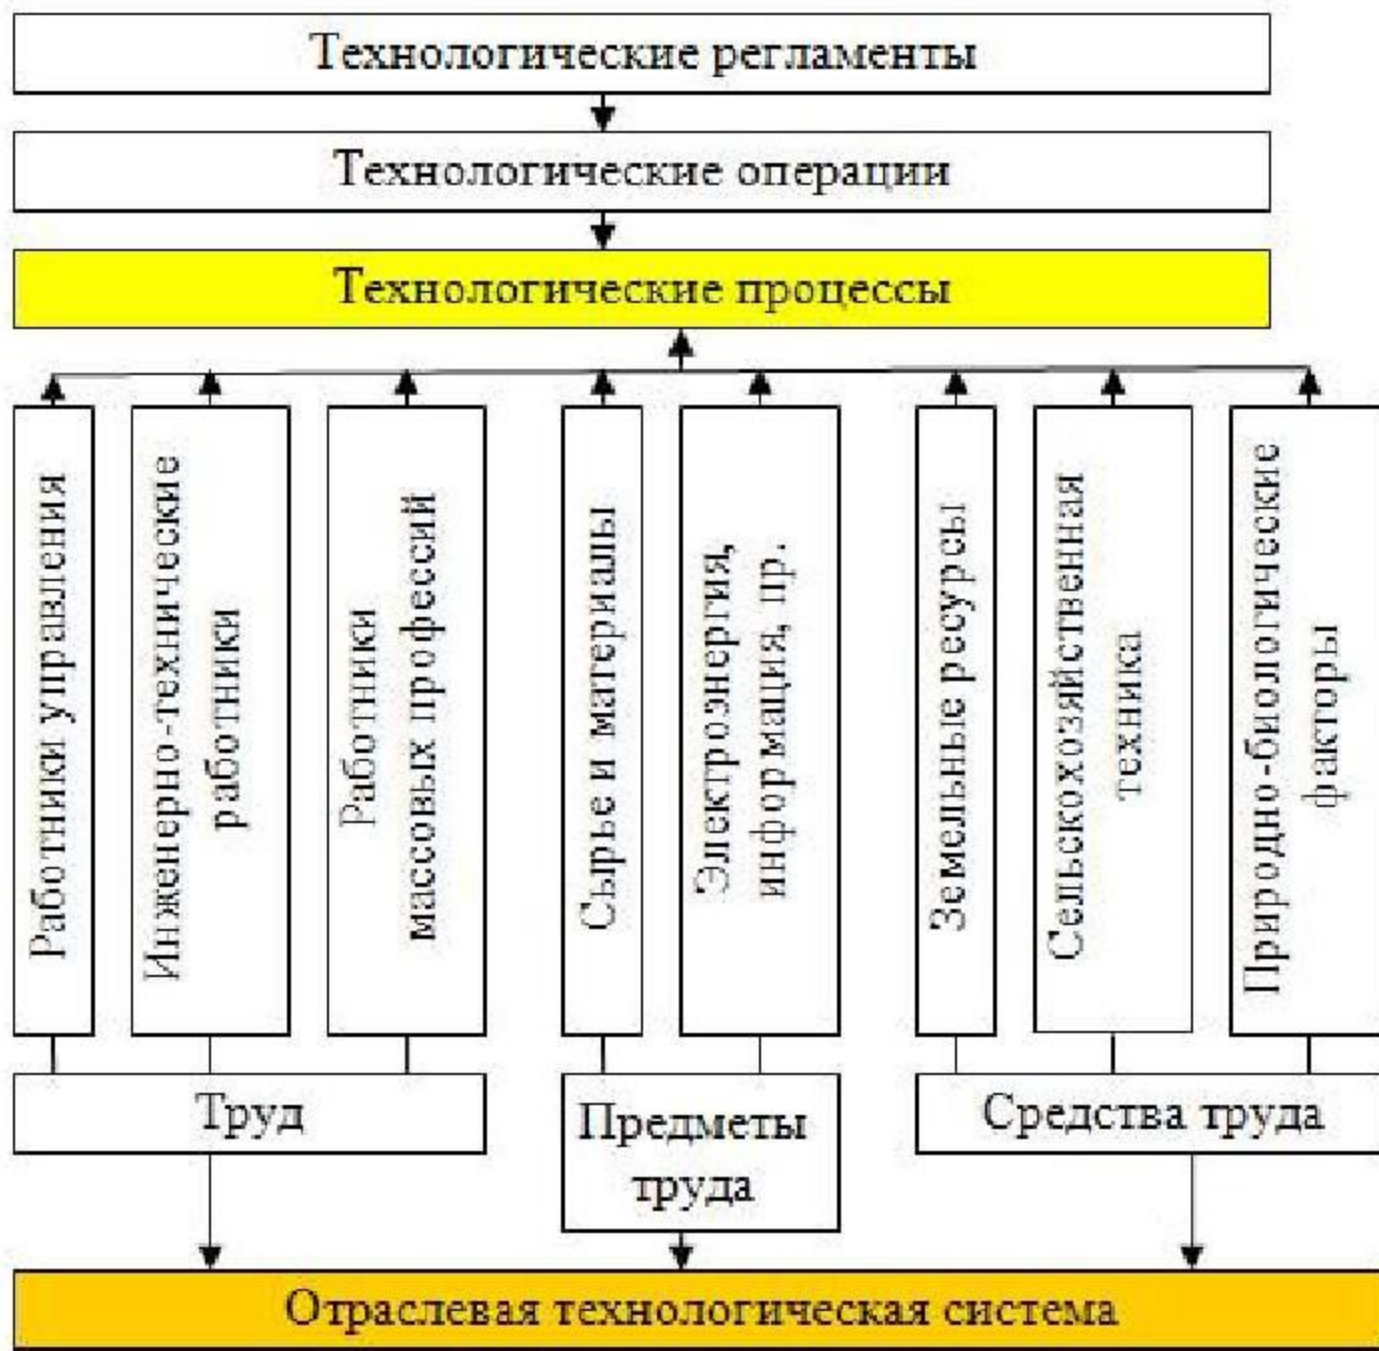 Технологические регламенты
Технологические операции
Технологические процессы
Работники управления
Инженерно-технические
работники
Работники
массовых профессий
Сырье и материалы
Электроэнергия,
информация, пр.
Земельные ресурсы
Сельскохозяйственная
техника
Природно-биологические
факторы
Труд
Предметы
труда
Средства труда
Отраслевая технологическая система